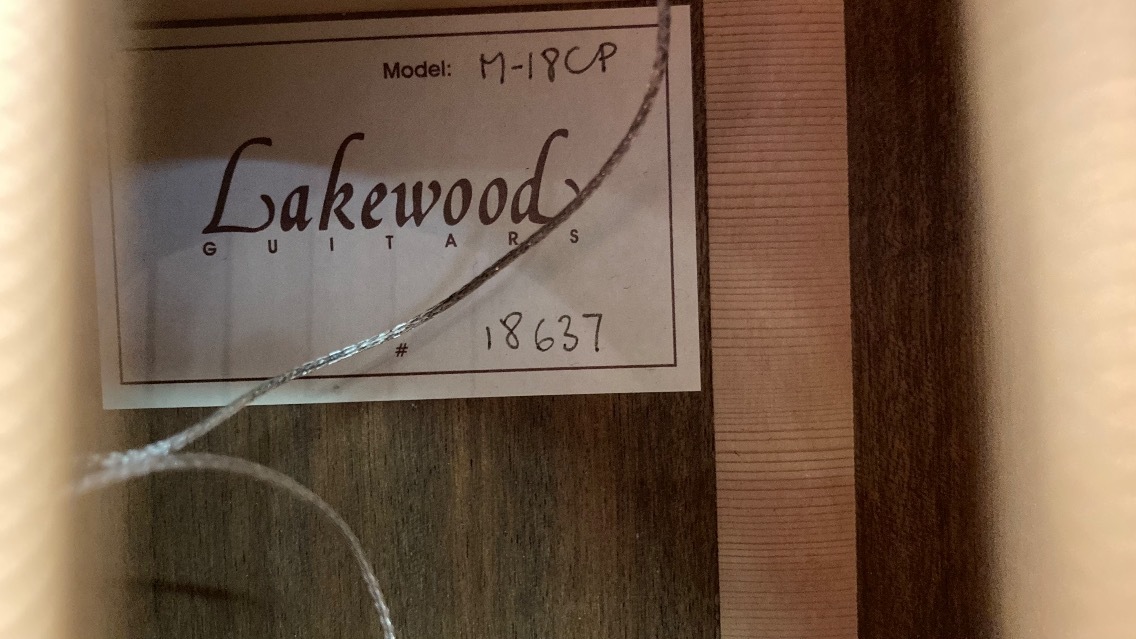 Model: M-18CP
Lakewood
GUITARS
# 18637